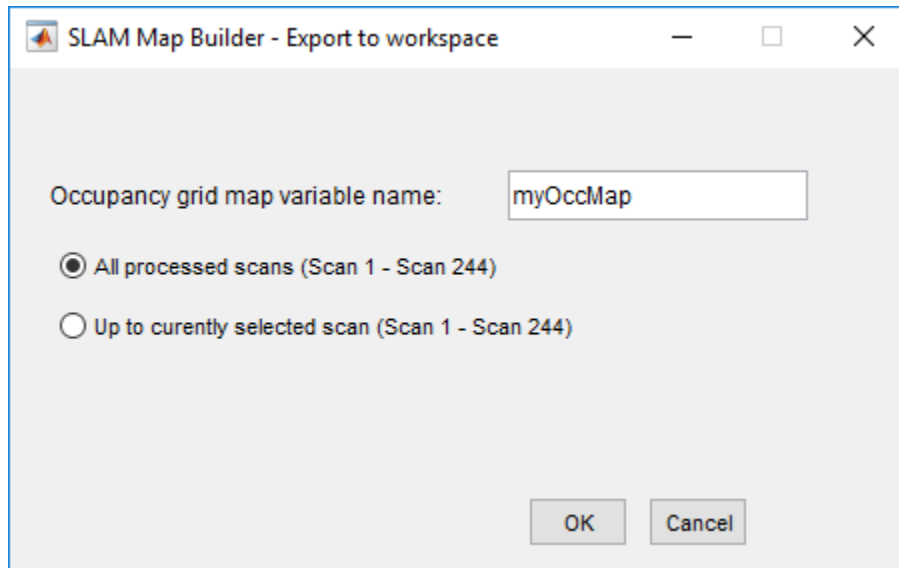 SLAM Map Builder - Export to workspace
Occupancy grid map variable name: myOccMap
All processed scans (Scan 1 - Scan 244)
Up to curently selected scan (Scan 1 - Scan 244)
OK Cancel